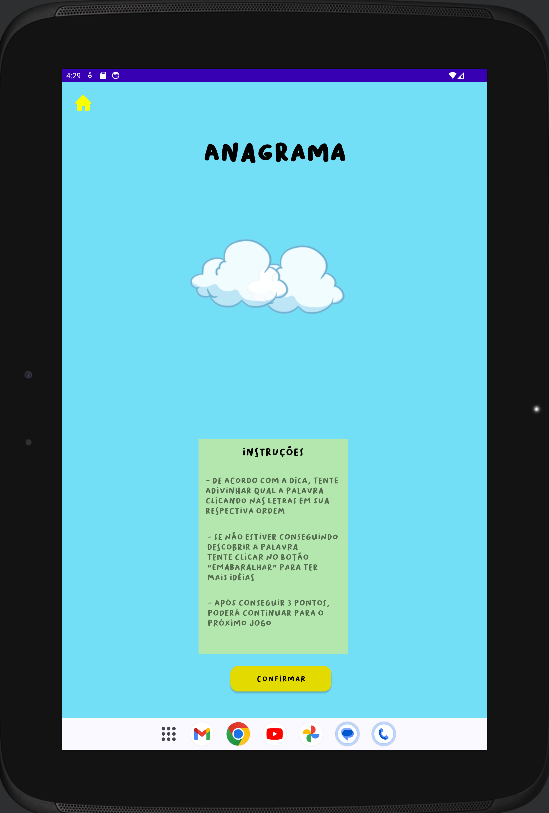 4:29
ANAGRAMA
INSTRUÇÕES
- DE ACORDO COM A DICA, TENTE
ADIVINHAR QUAL A PALAVRA
CLICANDO NAS LETRAS EM SUA
RESPECTIVA ORDEM
- SE NÃO ESTIVER CONSEGUINDO
DESCOBRIR A PALAVRA
TENTE CLICAR NO BOTÃO
"EMABARALHAR" PARA TER
MAIS IDÉIAS
- APÓS CONSEGUIR 3 PONTOS,
PODERÁ CONTINUAR PARA O
PRÓXIMO JOGO
CONFIRMAR